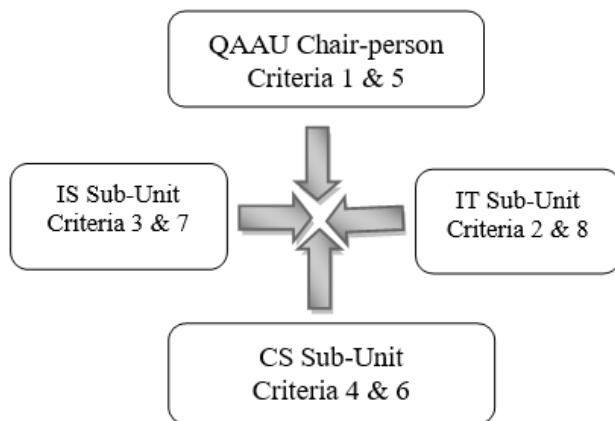 QAAU Chair-person
Criteria 1 & 5
IS Sub-Unit
Criteria 3 & 7
IT Sub-Unit
Criteria 2 & 8
CS Sub-Unit
Criteria 4 & 6